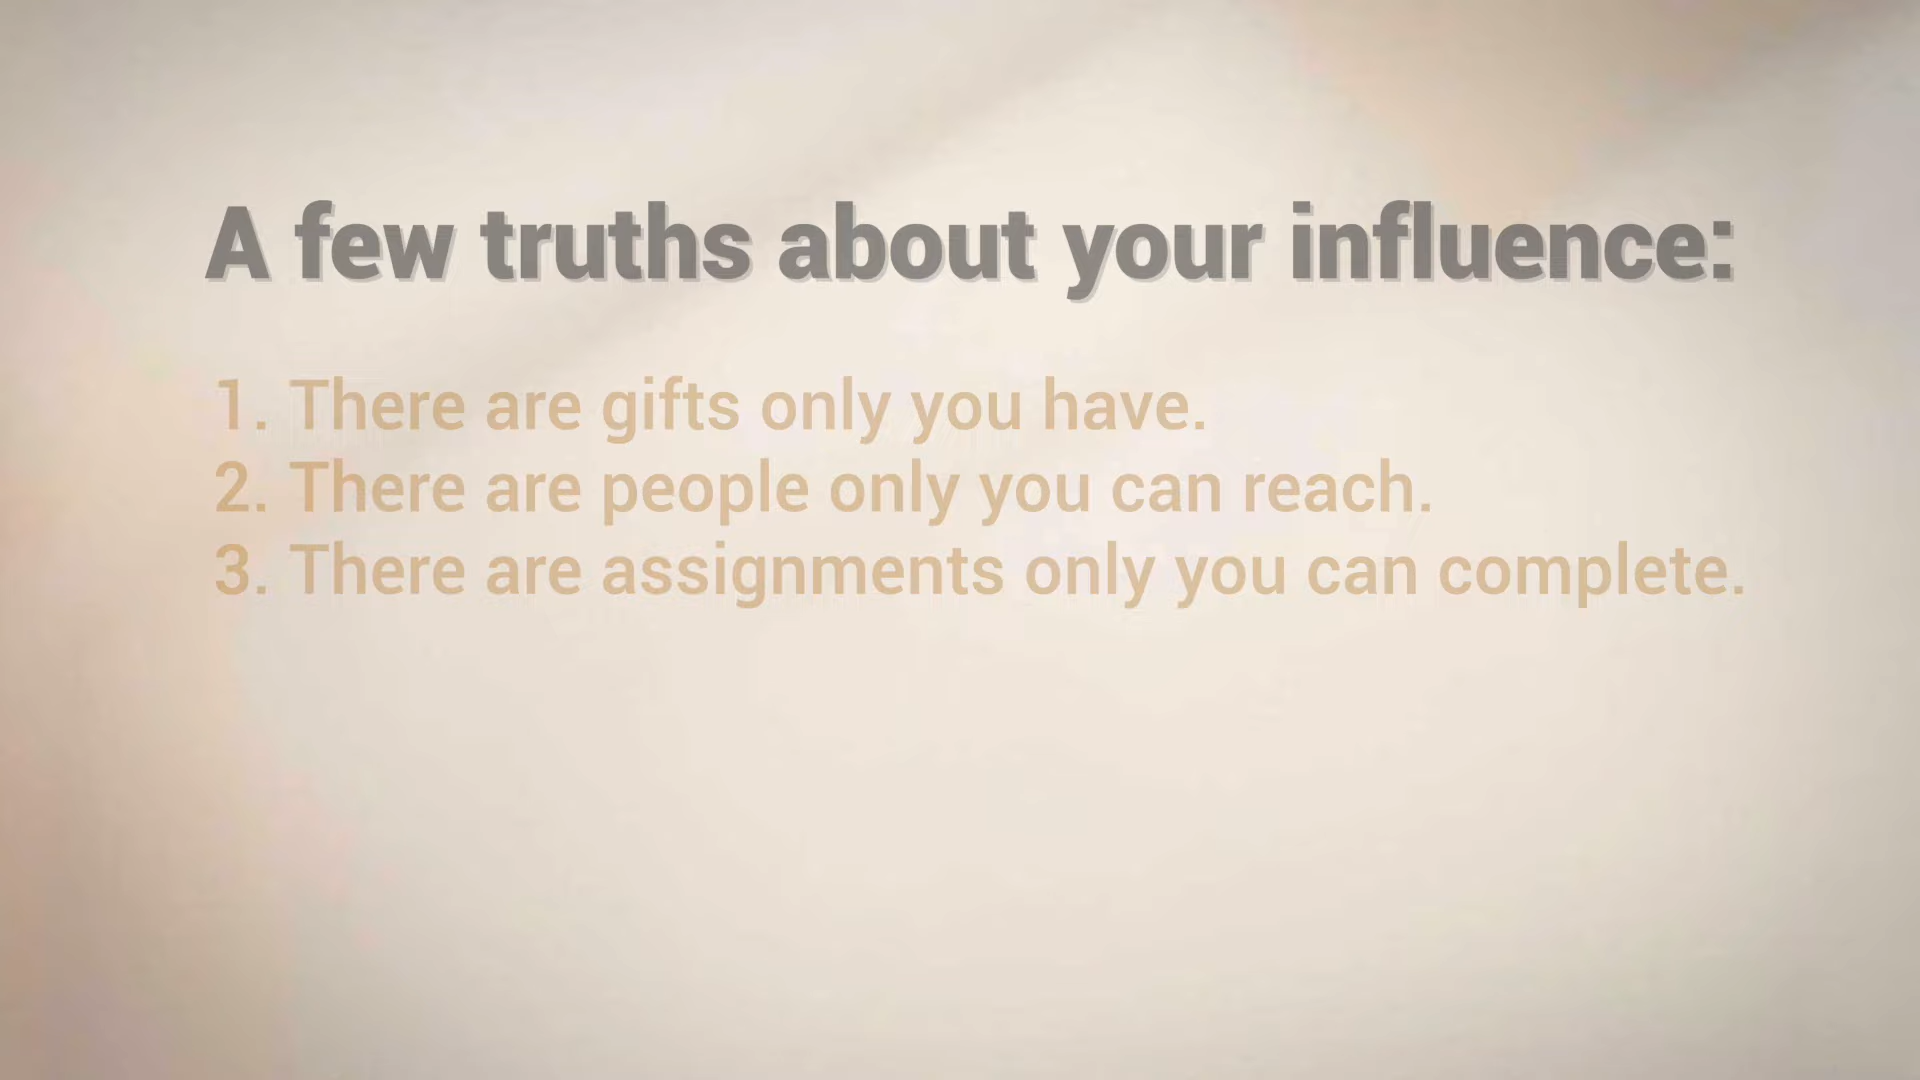 A few truths about your influence:
1. There are gifts only you have.
2. There are people only you can reach.
3. There are assignments only you can complete.